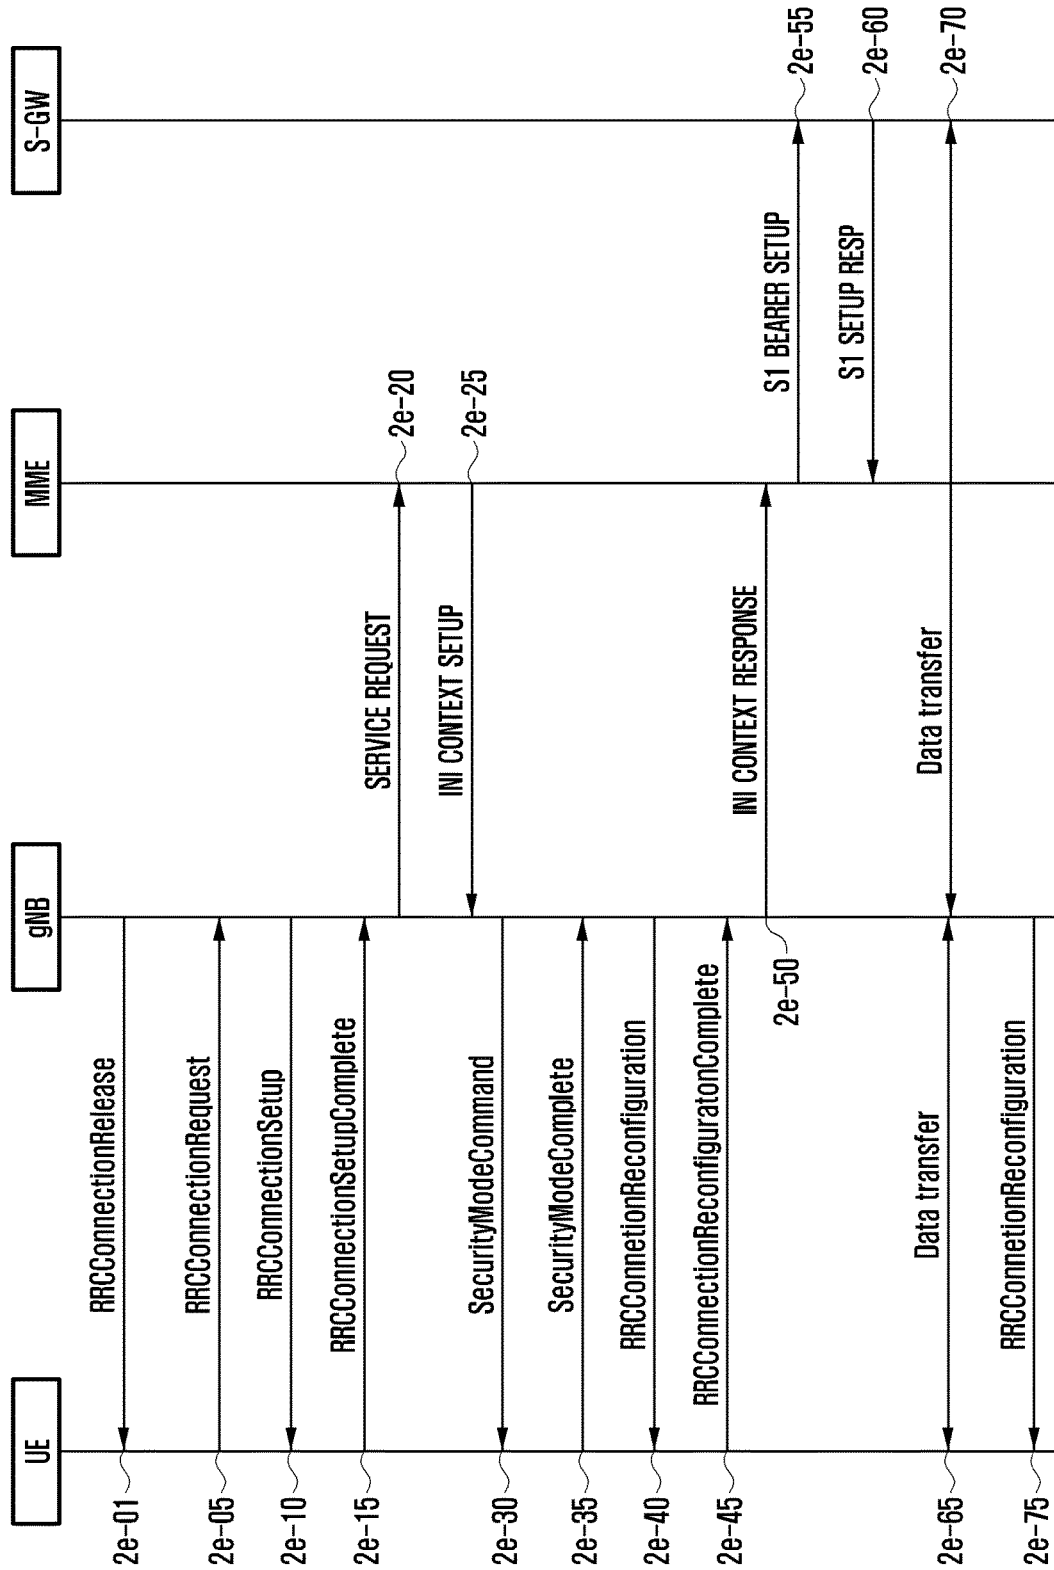 UE
gNB
MME
S-GW
RRCConnectionRelease
2e-01
RRCConnectionRequest
2e-05
RRCConnectionSetup
2e-10
RRCConnectionSetupComplete
2e-15
SERVICE REQUEST
2e-20
INI CONTEXT SETUP
2e-25
SecurityModeCommand
2e-30
SecurityModeComplete
2e-35
RRCConnetionReconfiguration
2e-40
RRCConnectionReconfiguratonComplete
2e-45
INI CONTEXT RESPONSE
2e-50
S1 BEARER SETUP
2e-55
S1 SETUP RESP
2e-60
Data transfer
2e-65
Data transfer
2e-70
RRCConnetionReconfiguration
2e-75